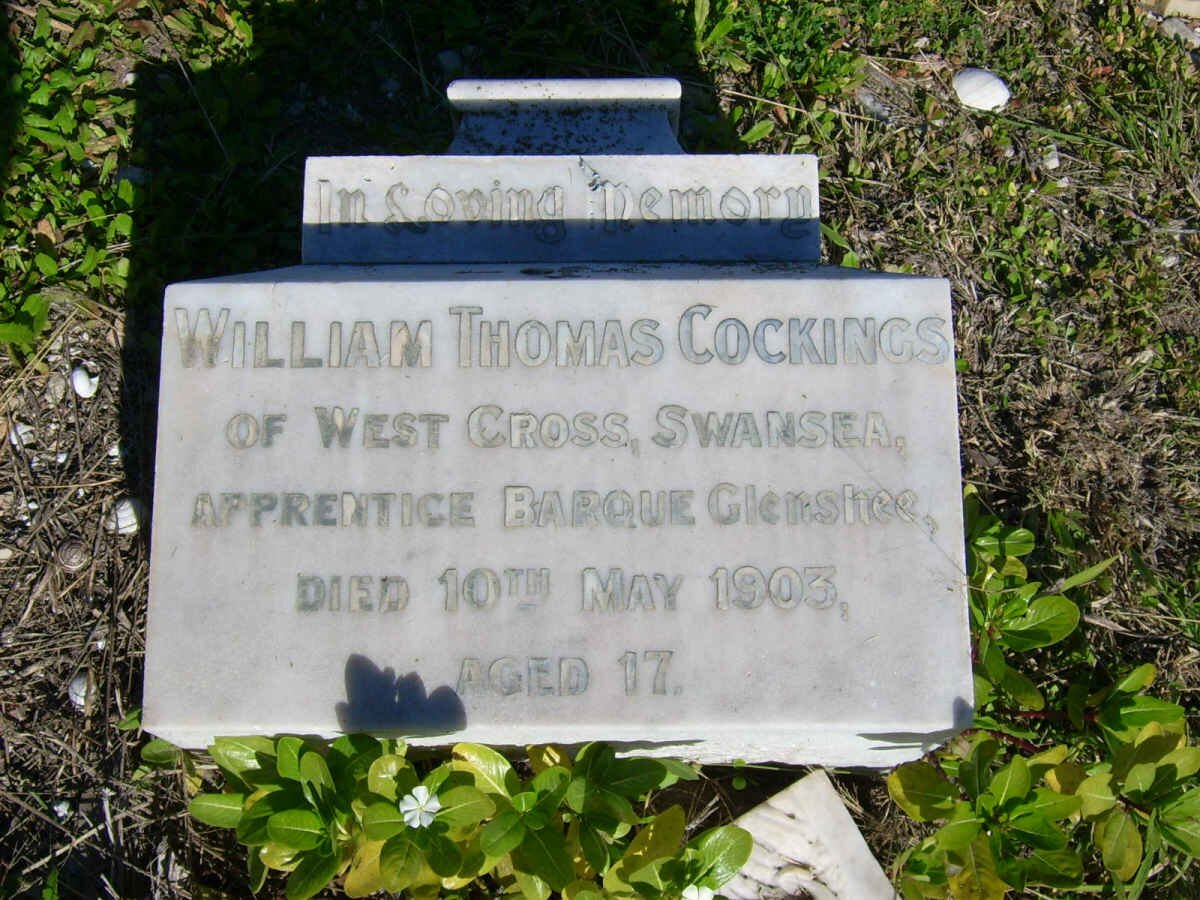 In Loving Memory
WILLIAM THOMAS COCKINGS
OF WEST CROSS, SWANSEA,
APPRENTICE BARQUE Glenshee,
DIED 10TH MAY 1903,
AGED 17.